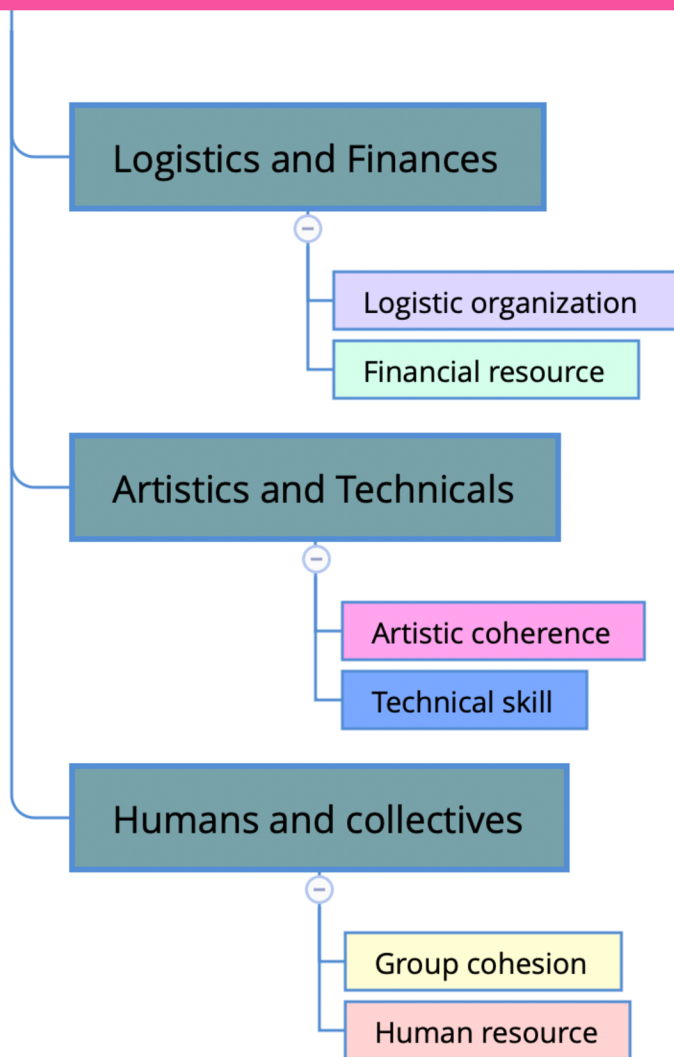 Logistics and Finances
Logistic organization
Financial resource
Artistics and Technicals
Artistic coherence
Technical skill
Humans and collectives
Group cohesion
Human resource